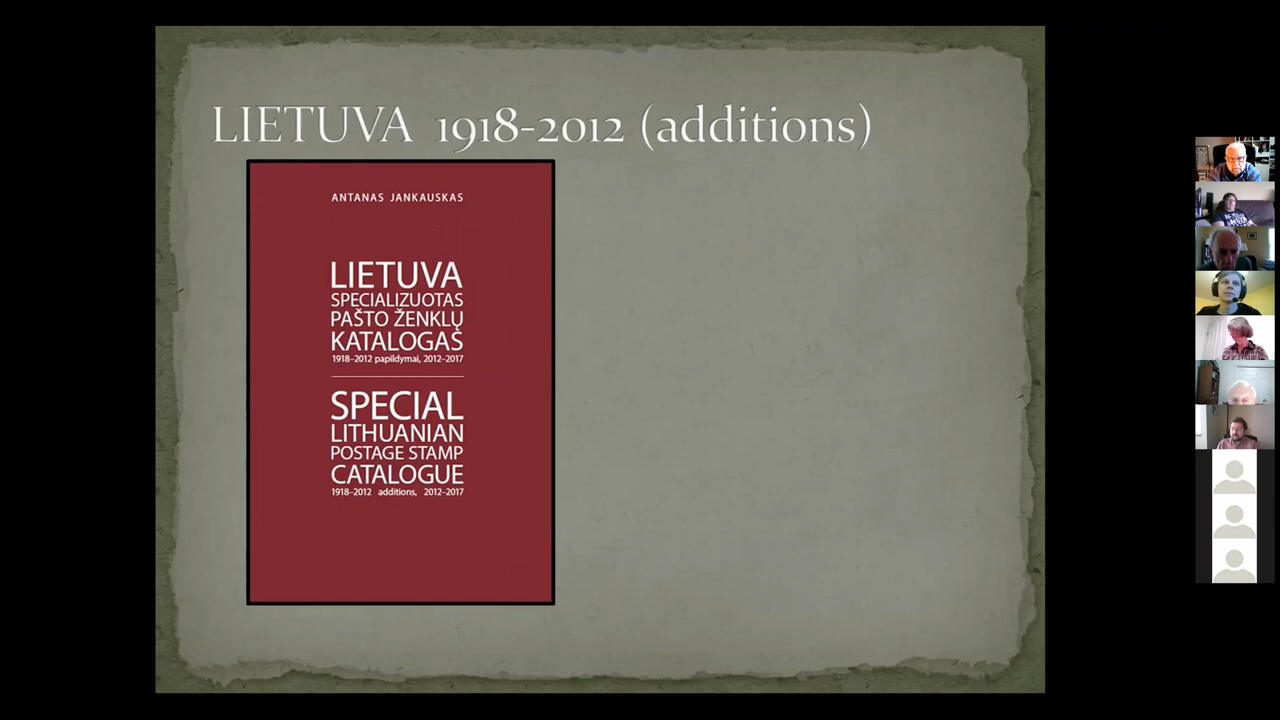 LIETUVA 1918-2012 (additions)
ANTANAS JANKAUSKAS
LIETUVA
SPECIALIZUOTAS
PAŠTO ŽENKLŲ
KATALOGAS
1918–2012 papildymai, 2012–2017
SPECIAL
LITHUANIAN
POSTAGE STAMP
CATALOGUE
1918–2012 additions, 2012–2017